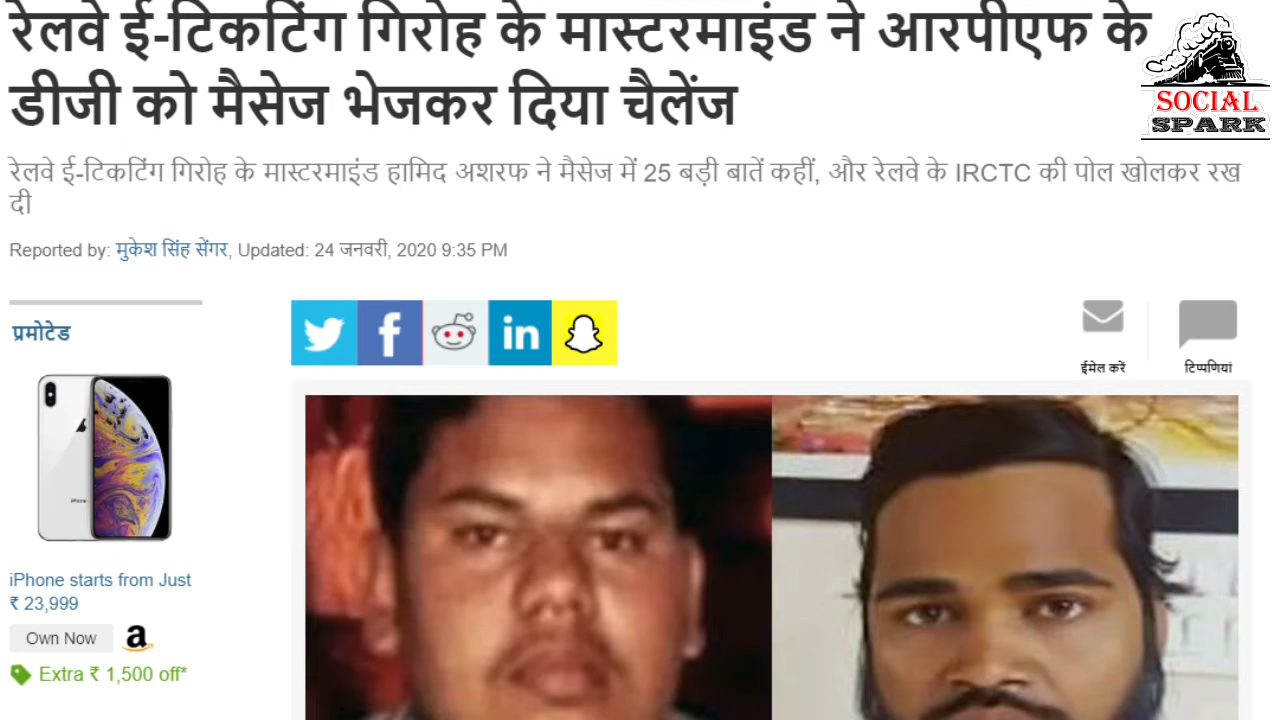 रेलवे ई-टिकटिंग गिरोह के मास्टरमाइंड ने आरपीएफ के
डीजी को मैसेज भेजकर दिया चैलेंज
SOCIAL
SPARK
रेलवे ई-टिकटिंग गिरोह के मास्टरमाइंड हामिद अशरफ ने मैसेज में 25 बड़ी बातें कहीं, और रेलवे के IRCTC की पोल खोलकर रख
दी
Reported by: मुकेश सिंह सेंगर, Updated: 24 जनवरी, 2020 9:35 PM
प्रमोटेड
ईमेल करें
टिप्पणियां
iPhone
iPhone starts from Just
₹ 23,999
Own Now
Extra ₹ 1,500 off*